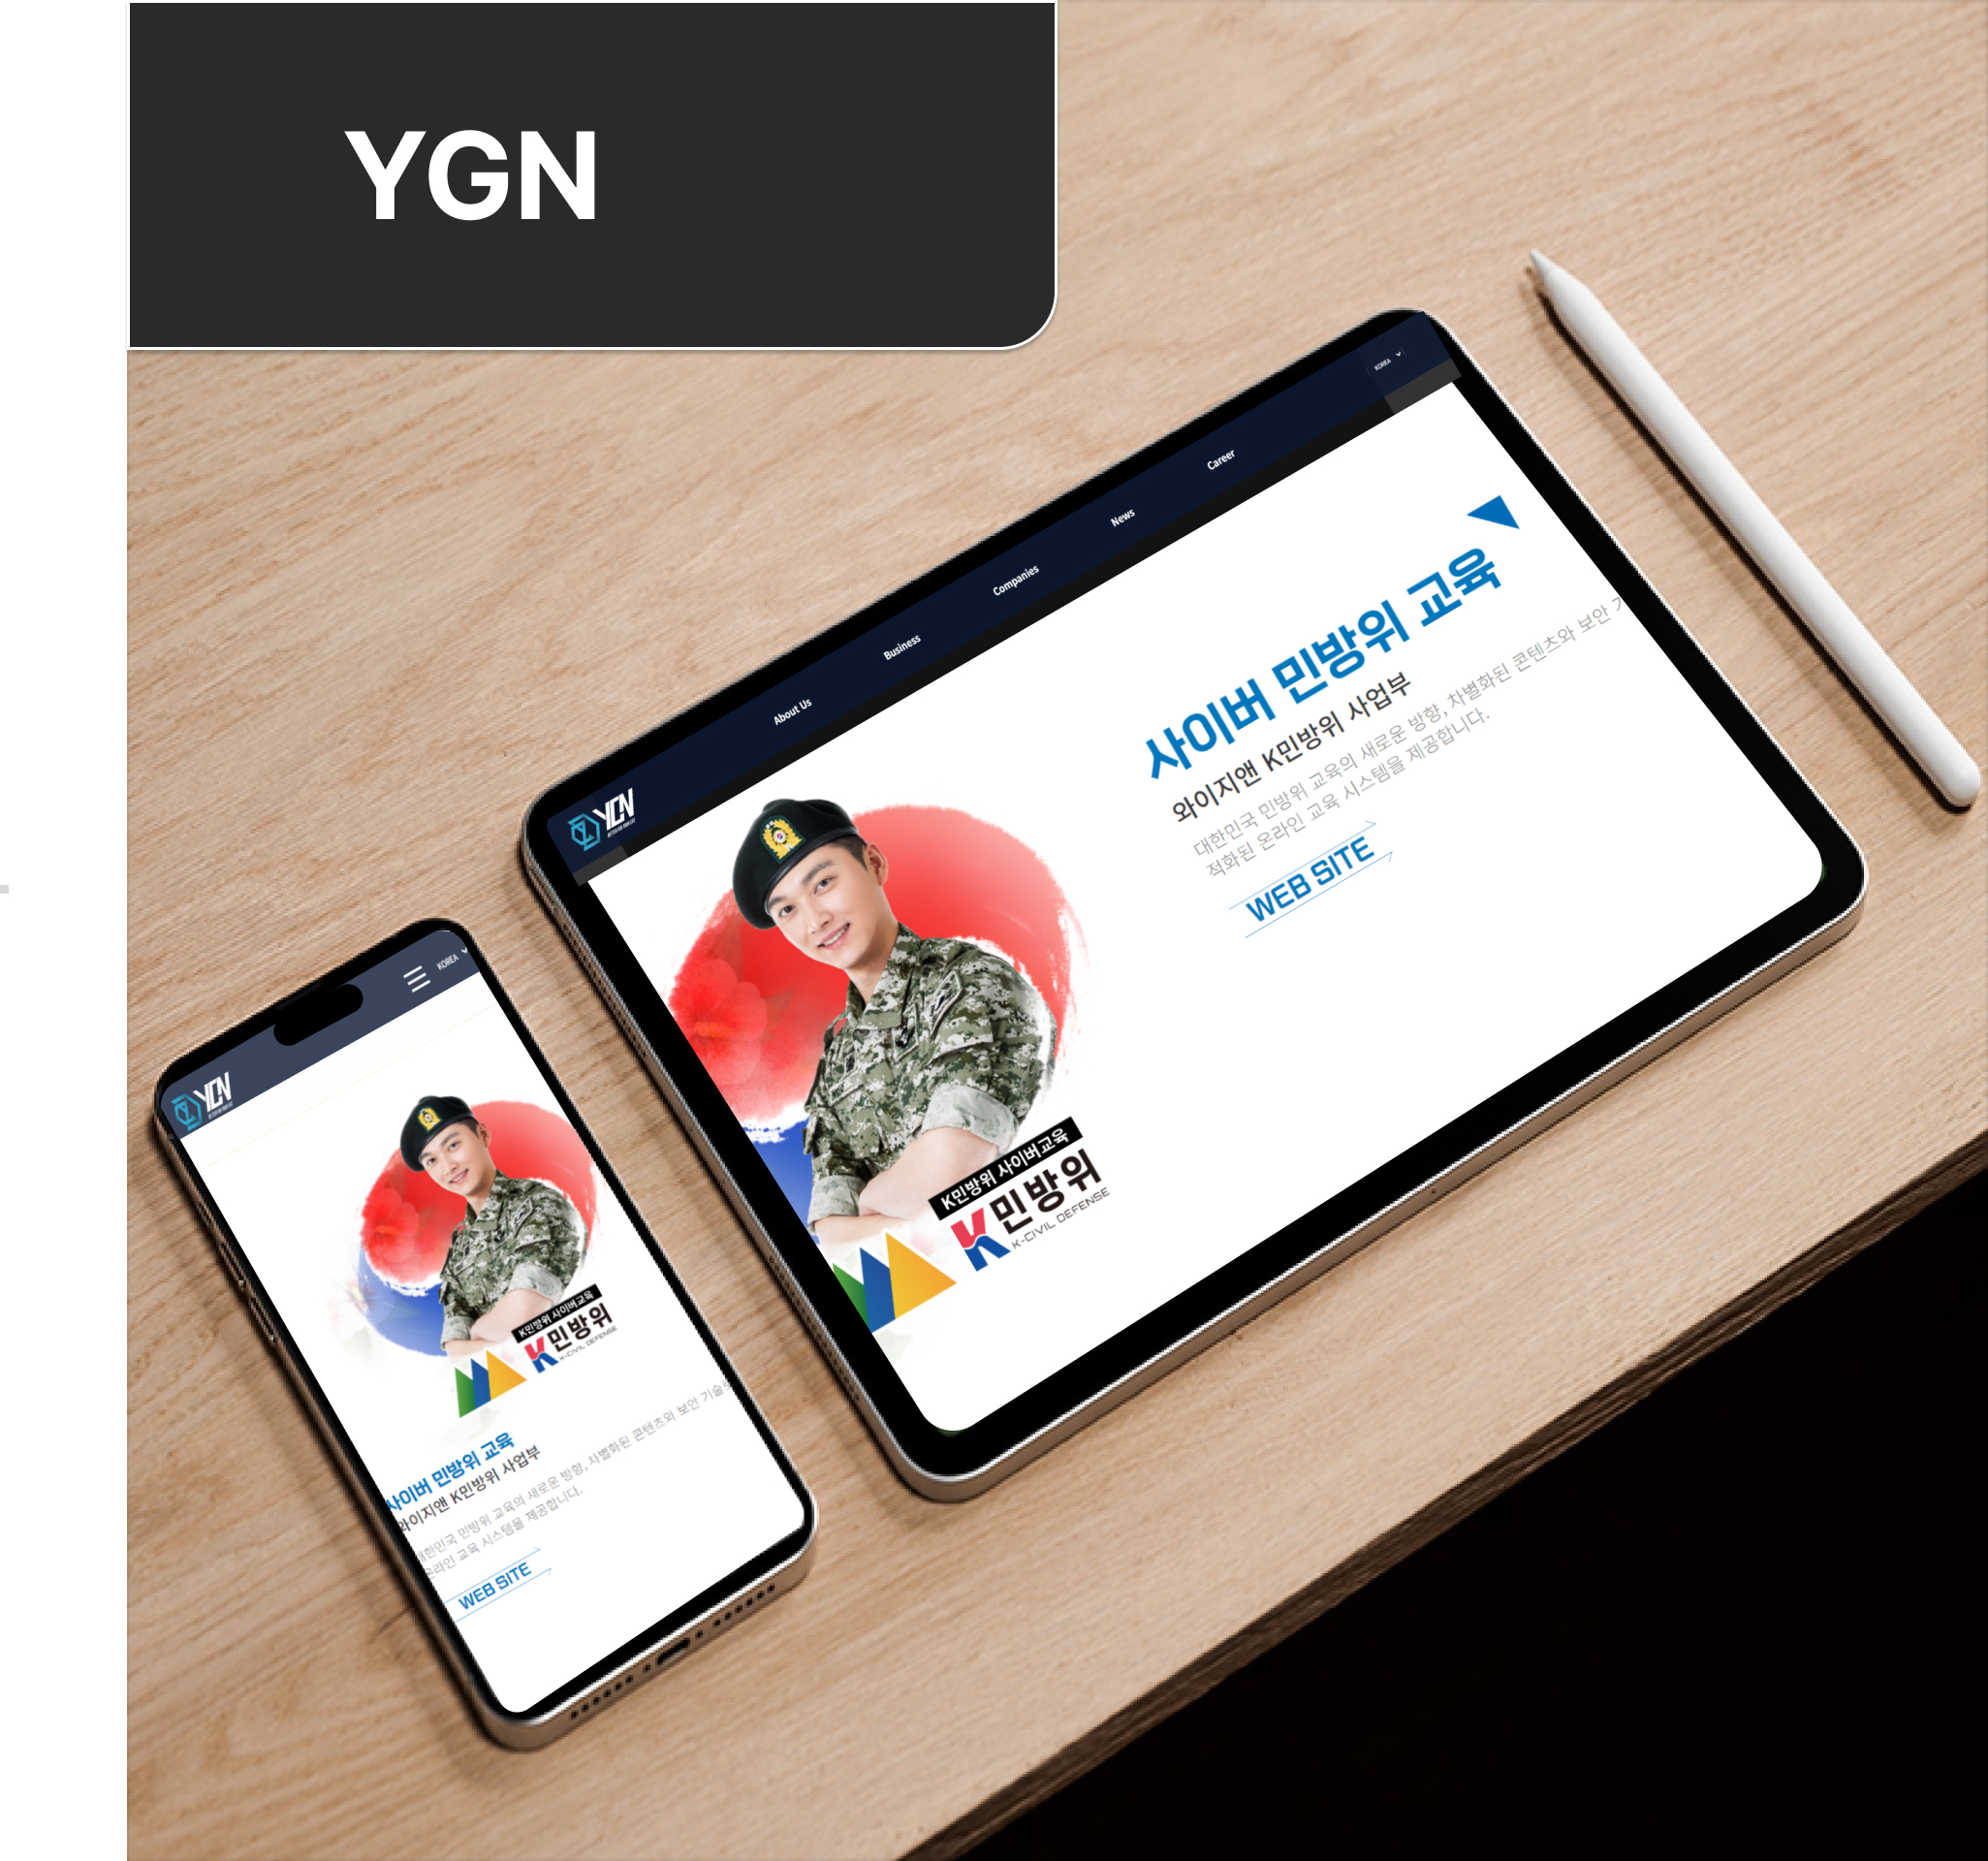 YGN
YGN
About Us
Business
Companies
News
Career
KOREA
사이버 민방위 교육
와이지앤 K민방위 사업부
대한민국 민방위 교육의 새로운 방향, 차별화된 콘텐츠와 보안
적화된 온라인 교육 시스템을 제공합니다.
WEB SITE
K민방위 사이버교육
K민방위
K-CIVIL DEFENSE
YGN
KOREA
K민방위 사이버교육
K민방위
K-CIVIL DEFENSE
사이버 민방위 교육
와이지앤 K민방위 사업부
대한민국 민방위 교육의 새로운 방향, 차별화된 콘텐츠와 보안 기술로
온라인 교육 시스템을 제공합니다.
WEB SITE